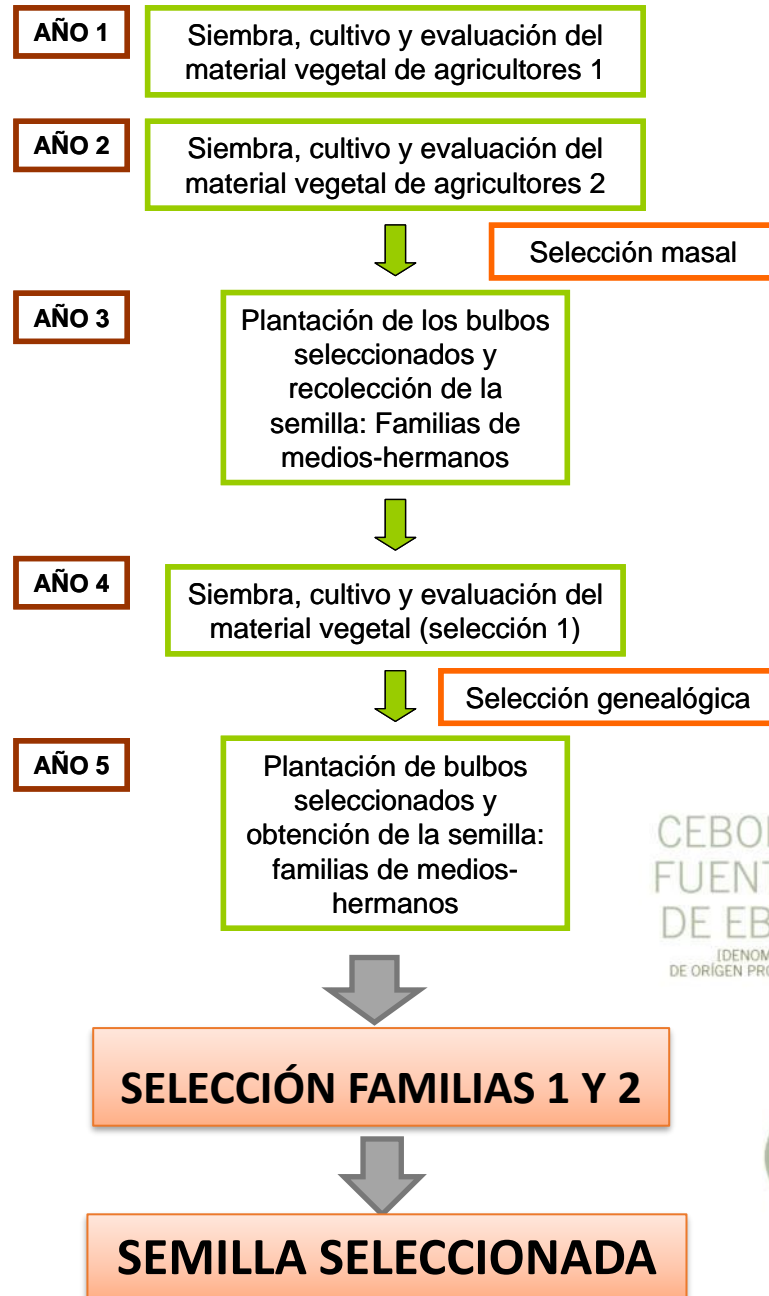 AÑO 1
Siembra, cultivo y evaluación del
material vegetal de agricultores 1
AÑO 2
Siembra, cultivo y evaluación del
material vegetal de agricultores 2
Selección masal
AÑO 3
Plantación de los bulbos
seleccionados y
recolección de la
semilla: Familias de
medios-hermanos
AÑO 4
Siembra, cultivo y evaluación del
material vegetal (selección 1)
Selección genealógica
AÑO 5
Plantación de bulbos
seleccionados y
obtención de la semilla:
familias de medios-
hermanos
DE
DE ORÍGEN
SELECCIÓN FAMILIAS 1 Y 2
SEMILLA SELECCIONADA